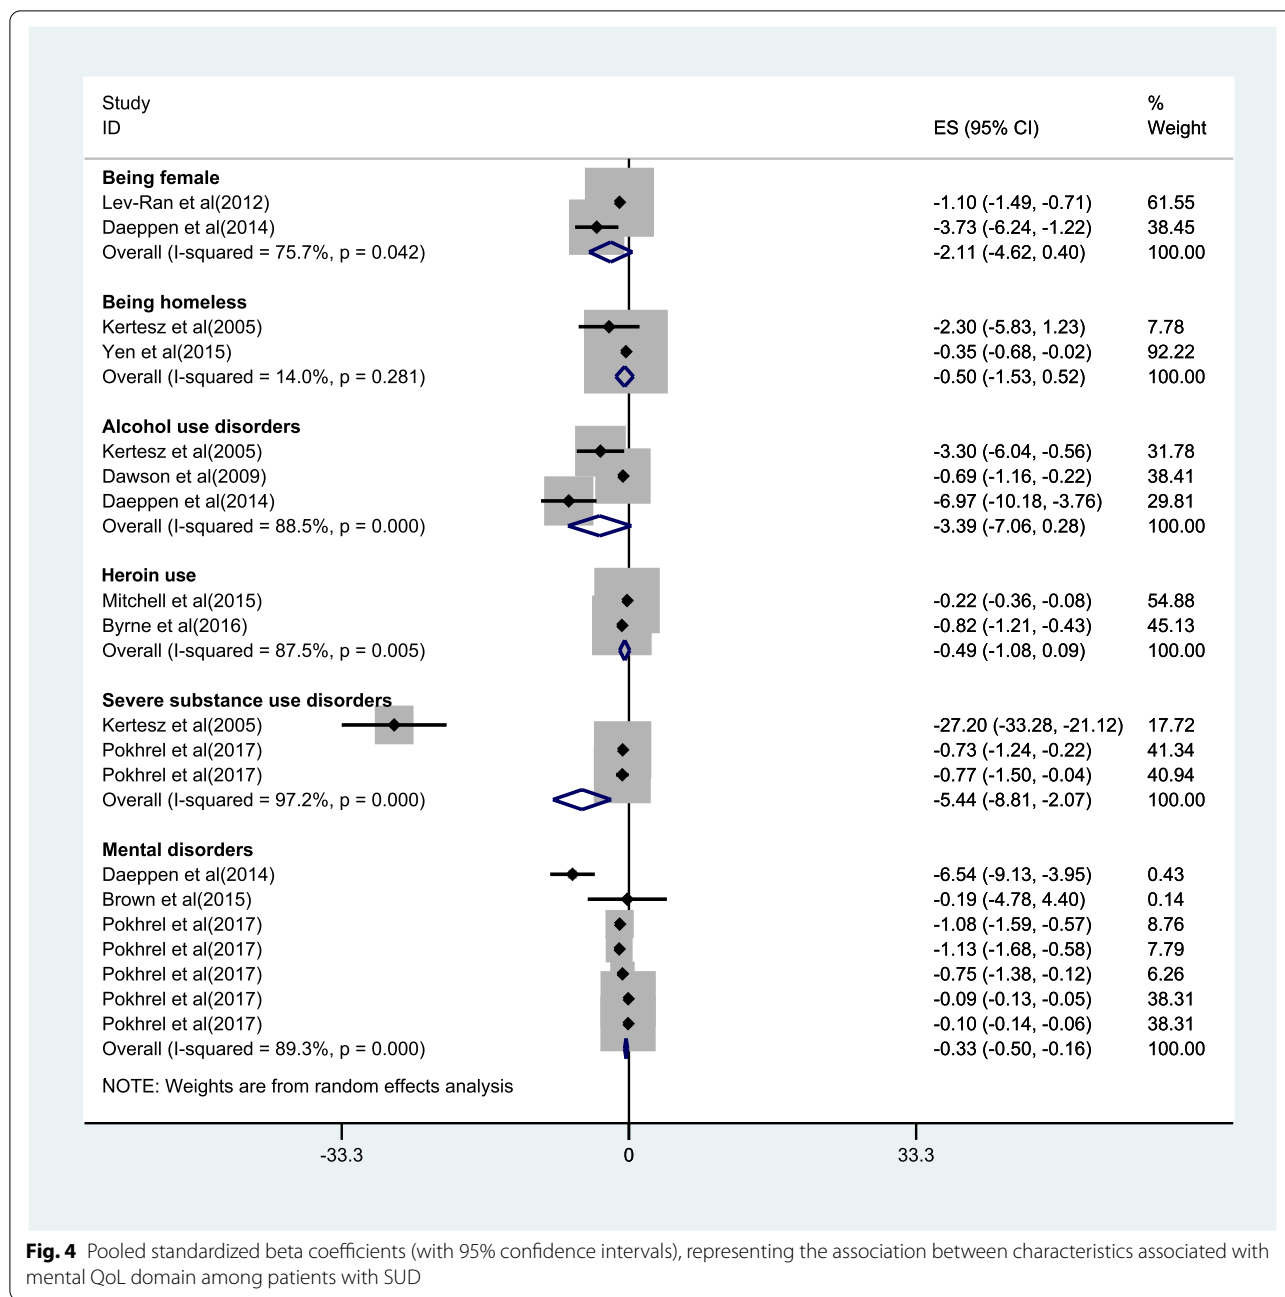 Study %
ID ES (95% CI) Weight
Being female
Lev-Ran et al(2012) -1.10 (-1.49, -0.71) 61.55
Daeppen et al(2014) -3.73 (-6.24, -1.22) 38.45
Overall (I-squared = 75.7%, p = 0.042) -2.11 (-4.62, 0.40) 100.00
Being homeless
Kertesz et al(2005) -2.30 (-5.83, 1.23) 7.78
Yen et al(2015) -0.35 (-0.68, -0.02) 92.22
Overall (I-squared = 14.0%, p = 0.281) -0.50 (-1.53, 0.52) 100.00
Alcohol use disorders
Kertesz et al(2005) -3.30 (-6.04, -0.56) 31.78
Dawson et al(2009) -0.69 (-1.16, -0.22) 38.41
Daeppen et al(2014) -6.97 (-10.18, -3.76) 29.81
Overall (I-squared = 88.5%, p = 0.000) -3.39 (-7.06, 0.28) 100.00
Heroin use
Mitchell et al(2015) -0.22 (-0.36, -0.08) 54.88
Byrne et al(2016) -0.82 (-1.21, -0.43) 45.13
Overall (I-squared = 87.5%, p = 0.005) -0.49 (-1.08, 0.09) 100.00
Severe substance use disorders
Kertesz et al(2005) -27.20 (-33.28, -21.12) 17.72
Pokhrel et al(2017) -0.73 (-1.24, -0.22) 41.34
Pokhrel et al(2017) -0.77 (-1.50, -0.04) 40.94
Overall (I-squared = 97.2%, p = 0.000) -5.44 (-8.81, -2.07) 100.00
Mental disorders
Daeppen et al(2014) -6.54 (-9.13, -3.95) 0.43
Brown et al(2015) -0.19 (-4.78, 4.40) 0.14
Pokhrel et al(2017) -1.08 (-1.59, -0.57) 8.76
Pokhrel et al(2017) -1.13 (-1.68, -0.58) 7.79
Pokhrel et al(2017) -0.75 (-1.38, -0.12) 6.26
Pokhrel et al(2017) -0.09 (-0.13, -0.05) 38.31
Pokhrel et al(2017) -0.10 (-0.14, -0.06) 38.31
Overall (I-squared = 89.3%, p = 0.000) -0.33 (-0.50, -0.16) 100.00
NOTE: Weights are from random effects analysis
-33.3 0 33.3
Fig. 4 Pooled standardized beta coefficients (with 95% confidence intervals), representing the association between characteristics associated with
mental QoL domain among patients with SUD